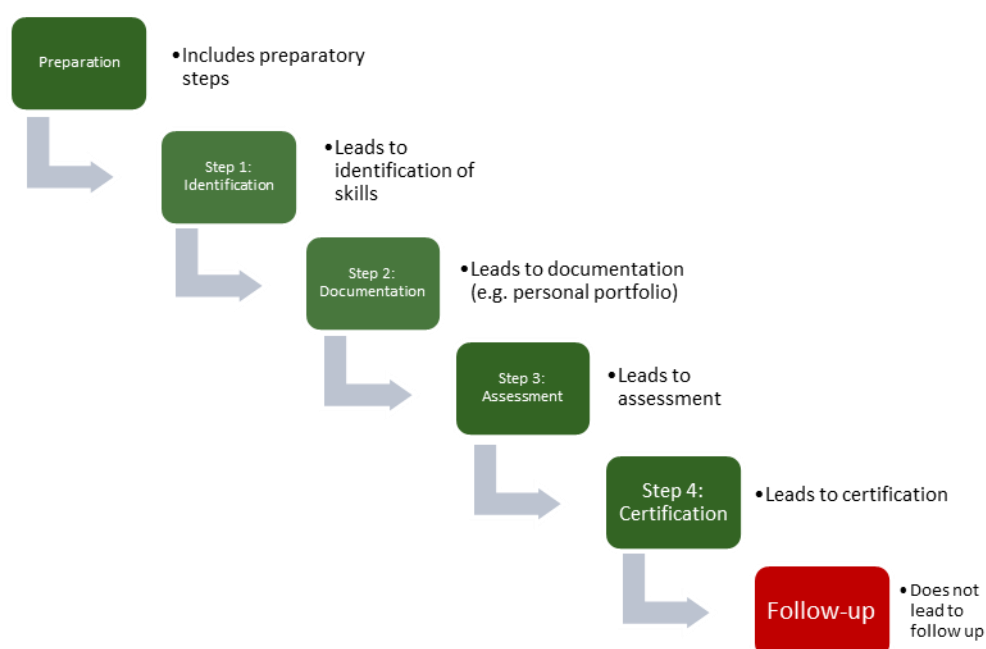 Preparation
•Includes preparatory
steps
Step 1:
Identification
•Leads to
identification of
skills
Step 2:
Documentation
•Leads to documentation
(e.g. personal portfolio)
Step 3:
Assessment
•Leads to
assessment
Step 4:
Certification
•Leads to certification
Follow-up
•Does not
lead to
follow up